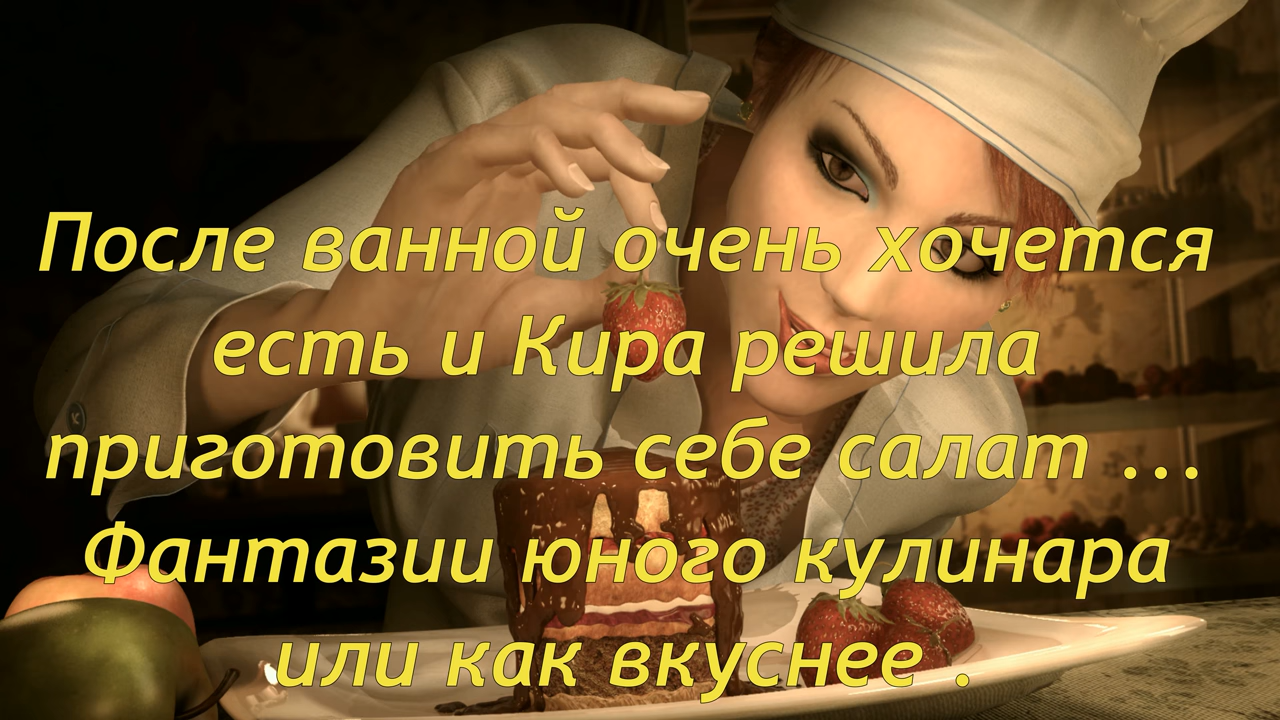 После ванной очень хочется
есть и Кира решила
приготовить себе салат ...
Фантазии юного кулинара
или как вкуснее .